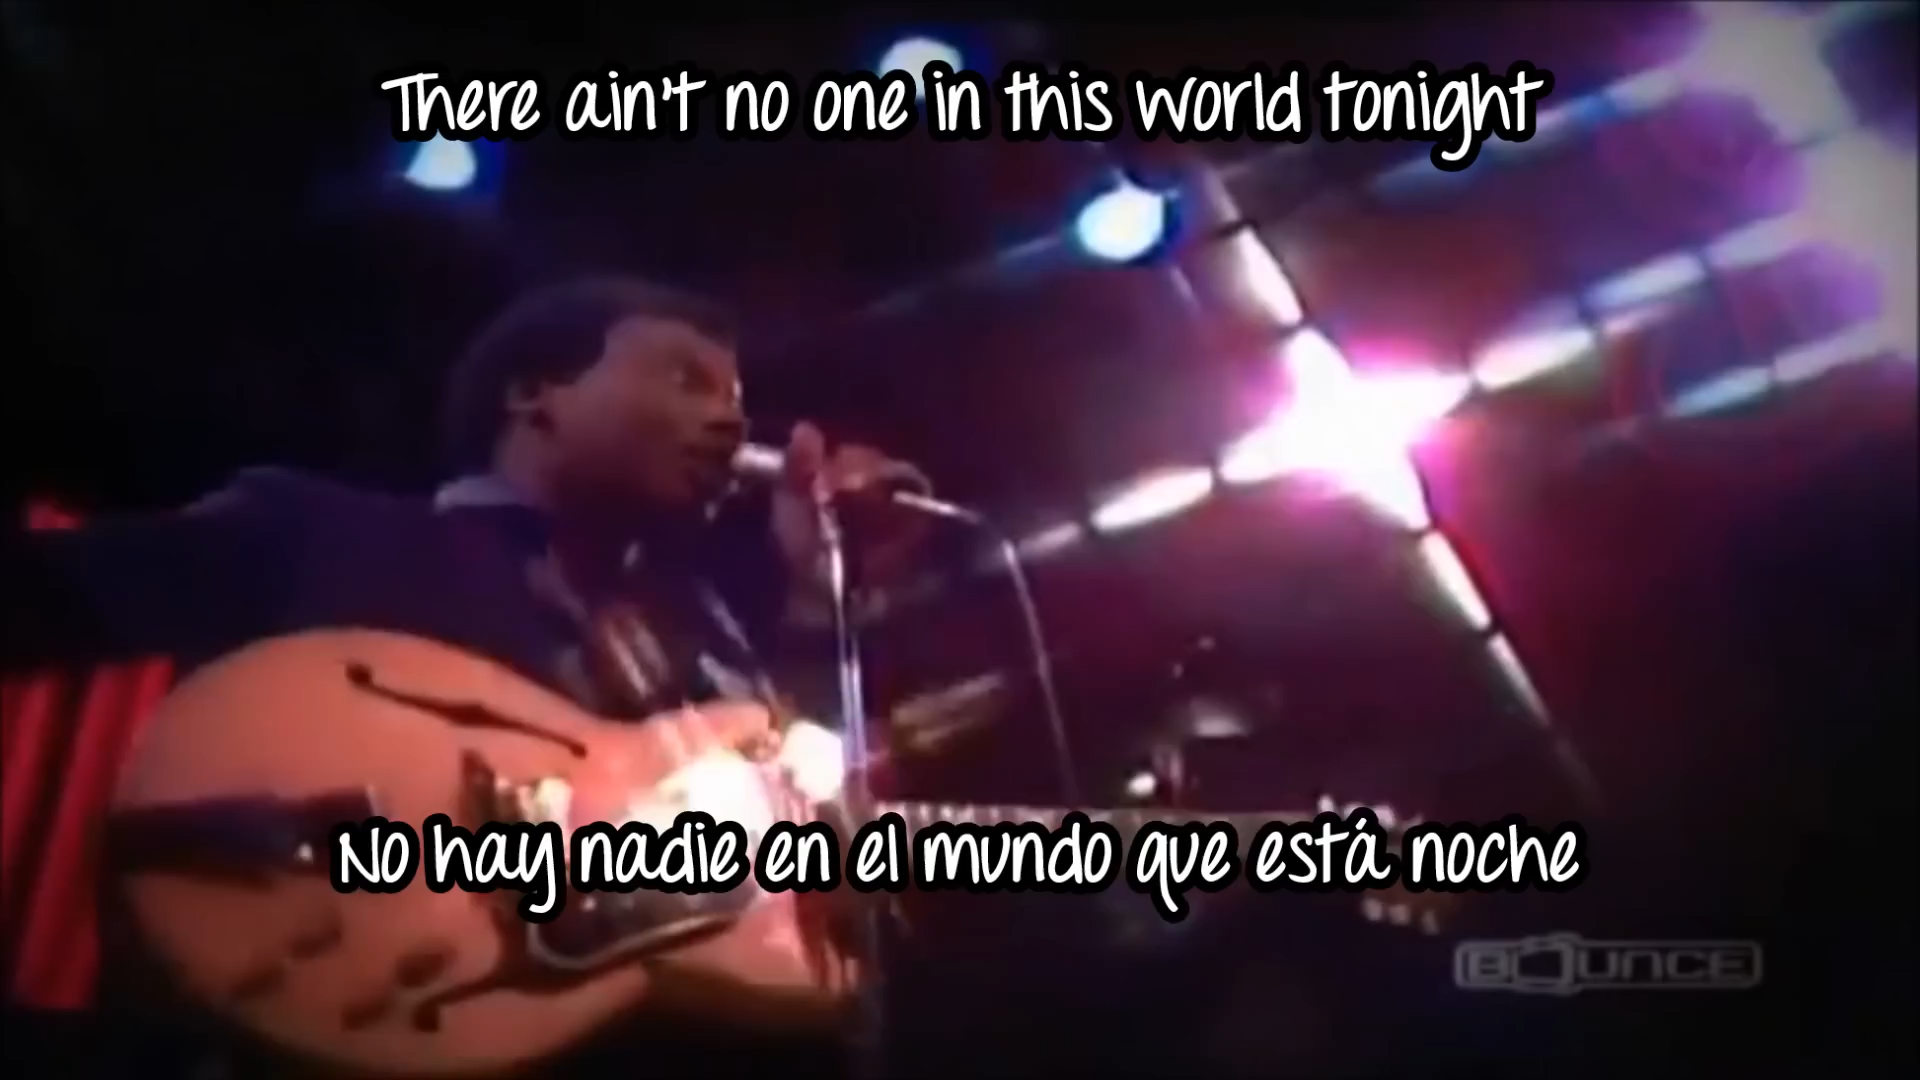 There ain't no one in this world tonight
No hay nadie en el mundo que está noche
BOUNCE